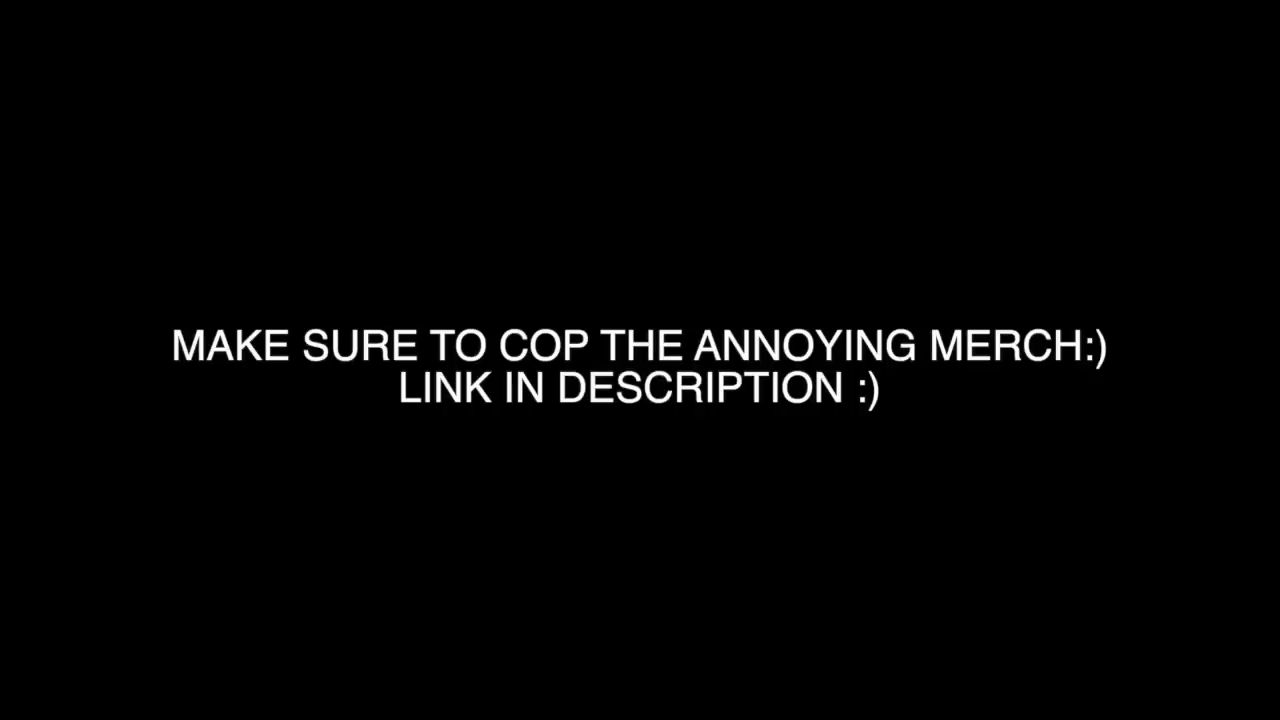 MAKE SURE TO COP THE ANNOYING MERCH:)
LINK IN DESCRIPTION :)